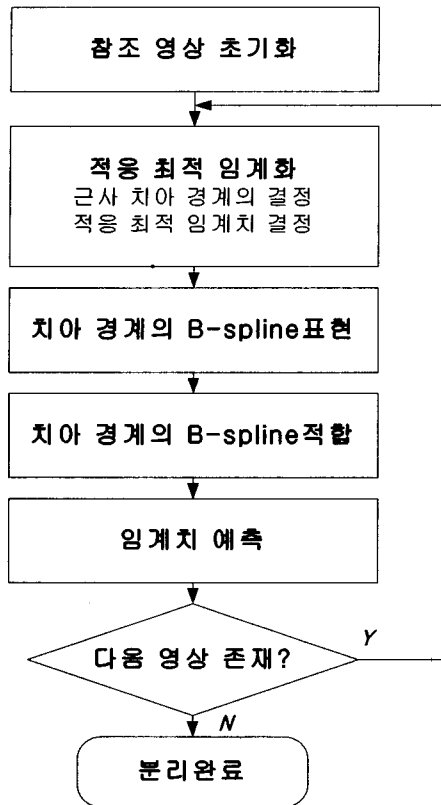 참조 영상 초기화
적응 최적 임계화
근사 치아 경계의 결정
적응 최적 임계치 결정
치아 경계의 B-spline표현
치아 경계의 B-spline적합
임계치 예측
다음 영상 존재?
Y
N
분리완료